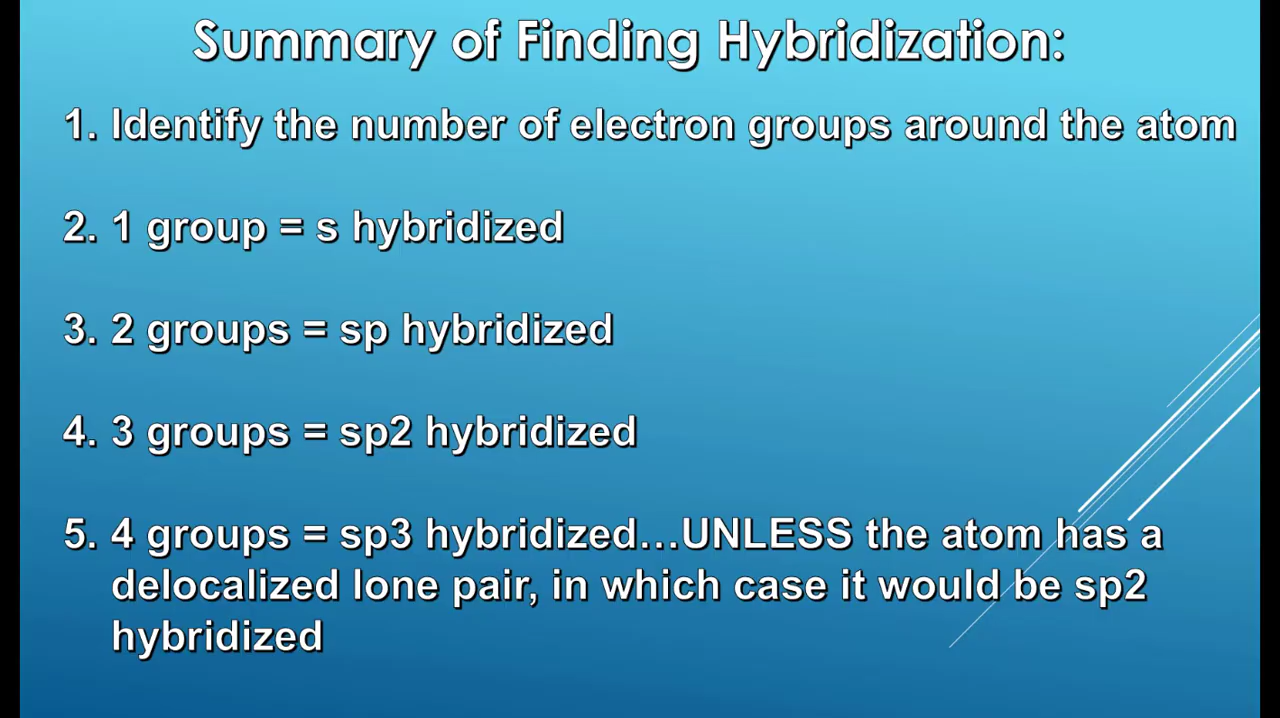 Summary of Finding Hybridization:
1. Identify the number of electron groups around the atom
2. 1 group = s hybridized
3. 2 groups = sp hybridized
4. 3 groups = sp2 hybridized
5. 4 groups = sp3 hybridized...UNLESS the atom has a
delocalized lone pair, in which case it would be sp2
hybridized